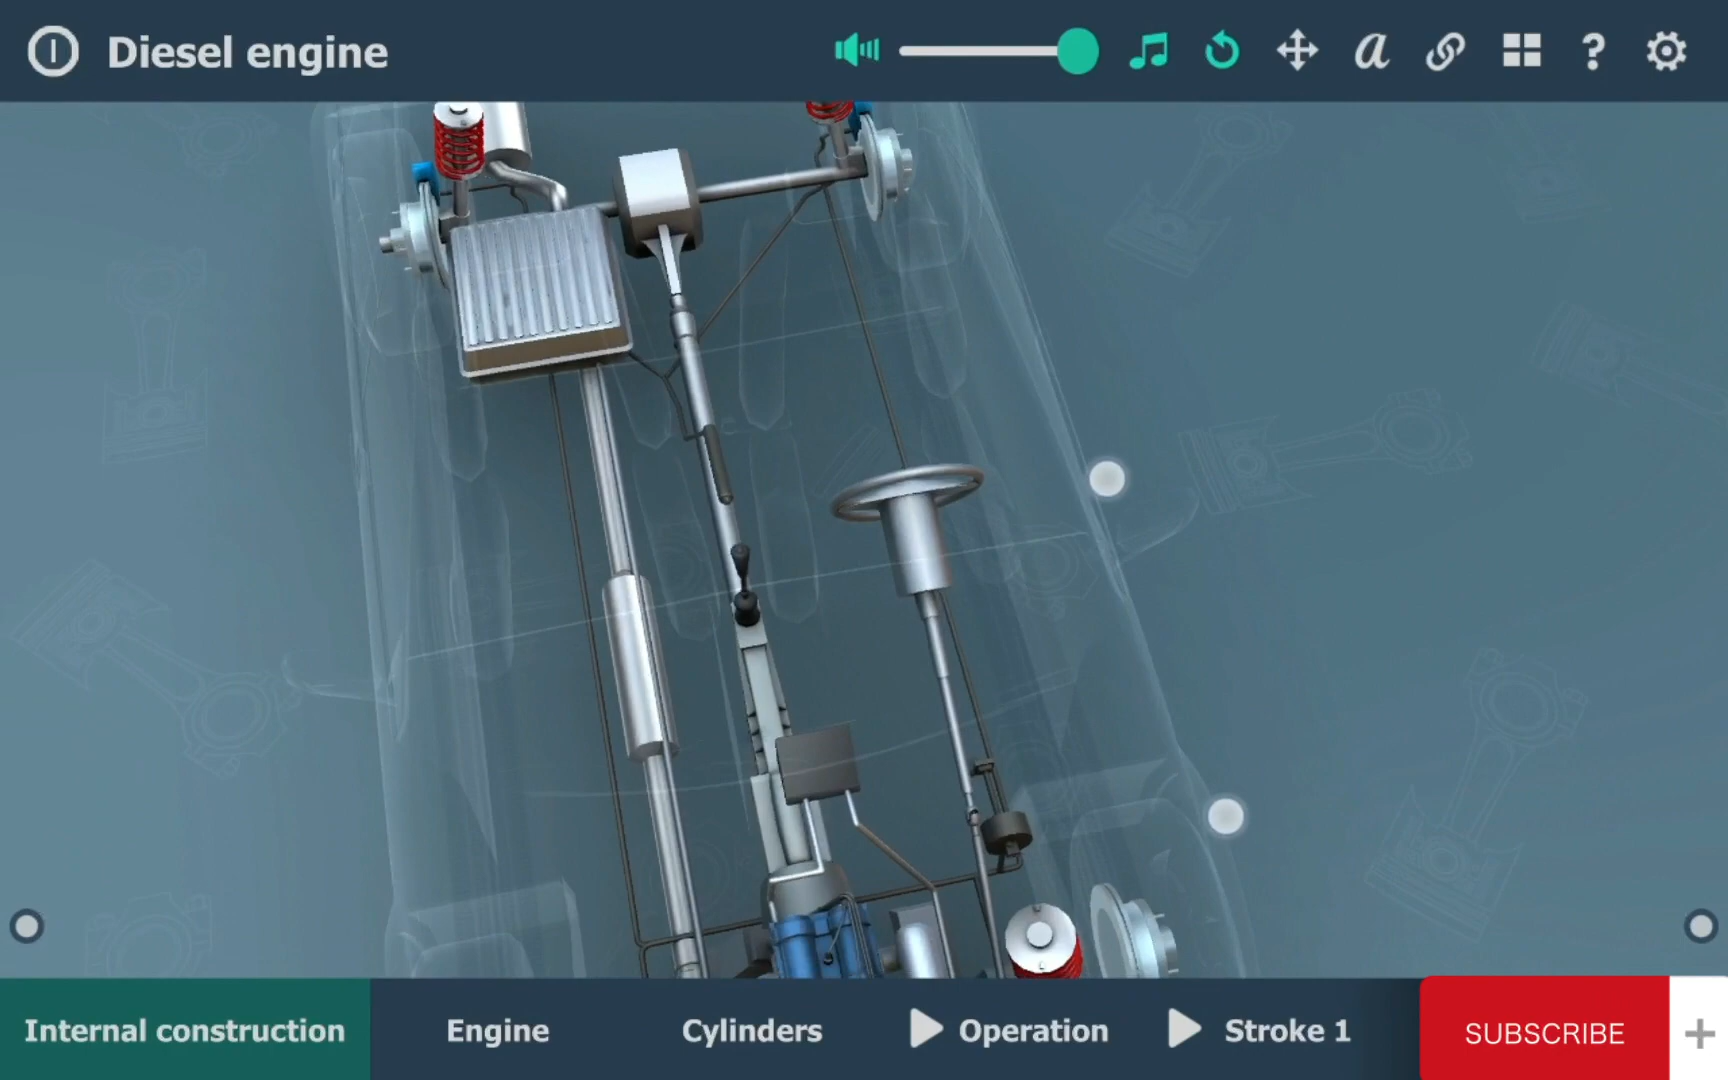 Diesel engine
a
?
Internal construction
Engine
Cylinders
Operation
Stroke 1
SUBSCRIBE
+